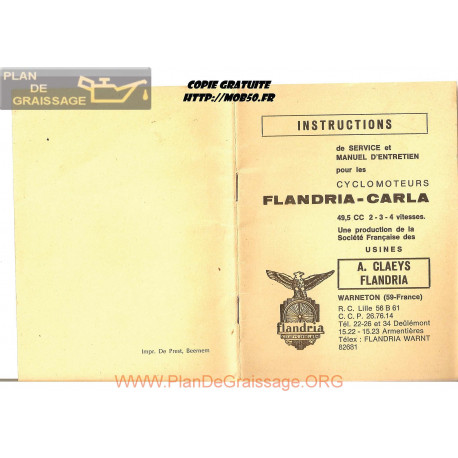 PLAN
DE
GRAISSAGE
COPIE GRATUITE
HTTP://MOB50.FR
INSTRUCTIONS
de SERVICE et
MANUEL D'ENTRETIEN
pour les
CYCLOMOTEURS
FLANDRIA-CARLA
49,5 CC 2 - 3 - 4 vitesses.
Une production de la
Société Française des
USINES
A. CLAEYS
FLANDRIA
WARNETON (59-France)
R. C. Lille 56 B 61
C. C. P. 26.76.14
Tél. 22-26 et 34 Deûlémont
15.22 - 15.23 Armentières
Télex : FLANDRIA WARNT
82681
flandria
Impr. De Prest, Beernem
www.PlanDeGraissage.ORG